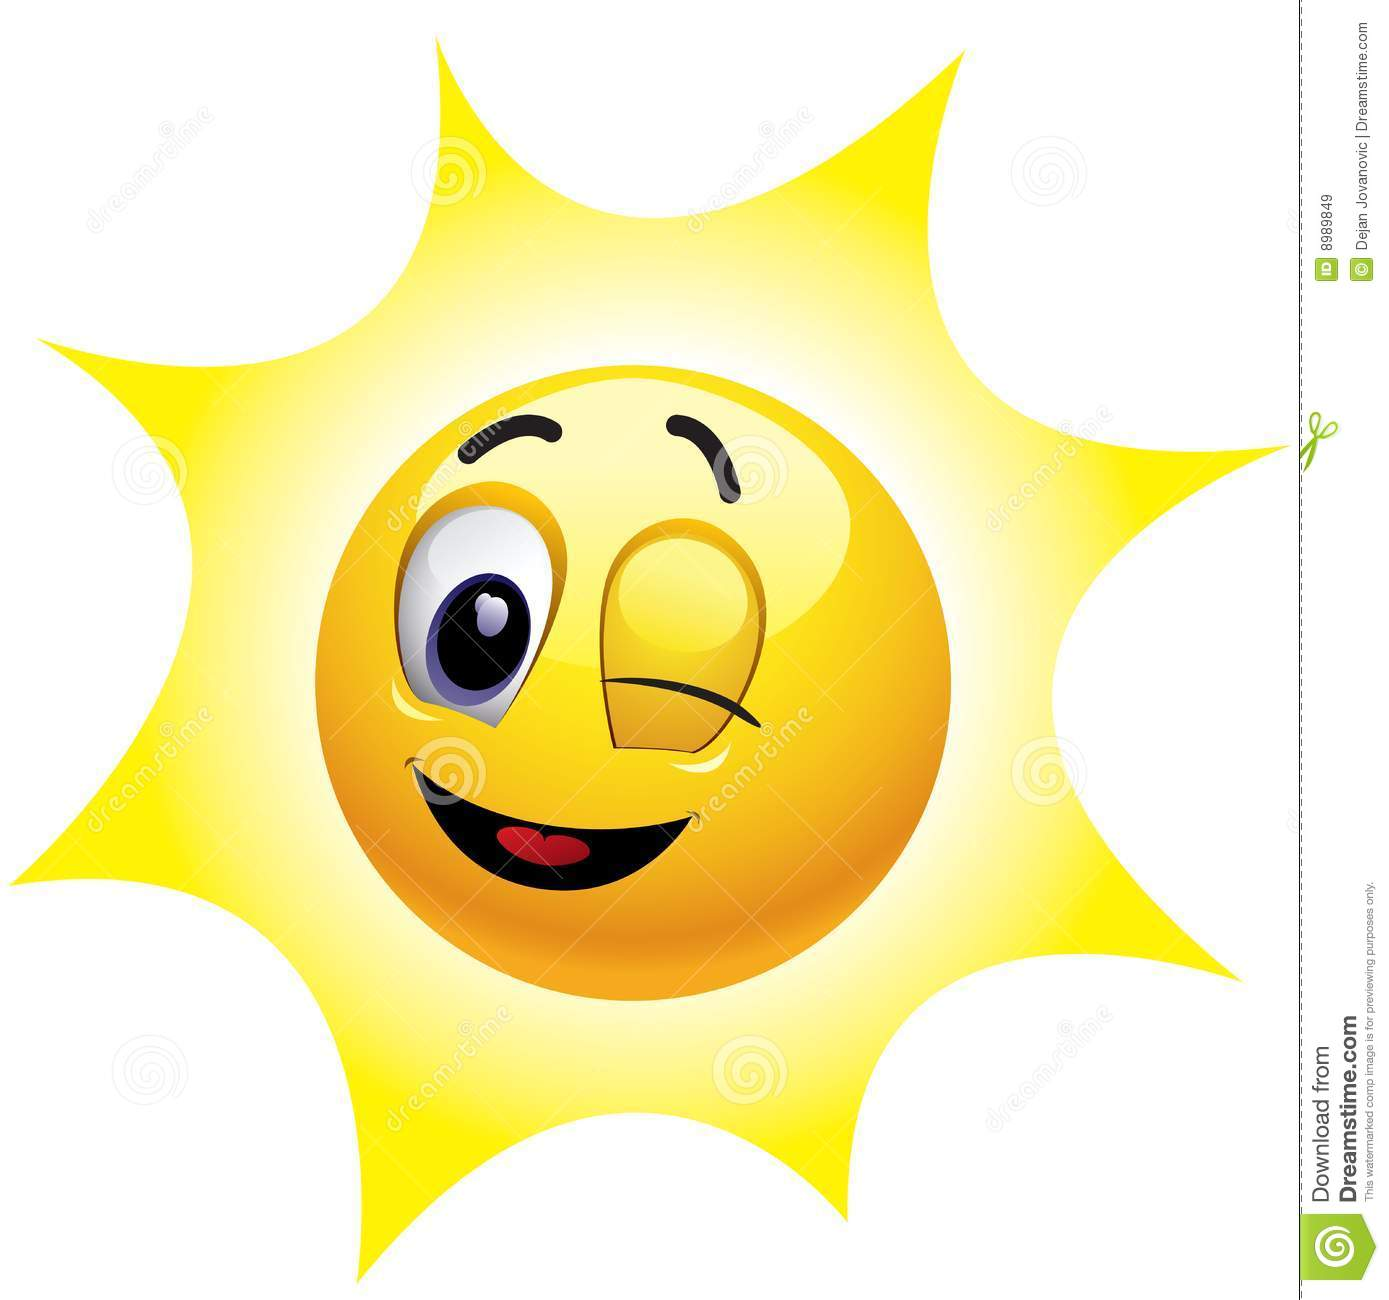 dreamstime
ID 8989849
© Dejan Jovanovic | Dreamstime.com
Download from
Dreamstime.com
This watermarked comp image is for previewing purposes only.